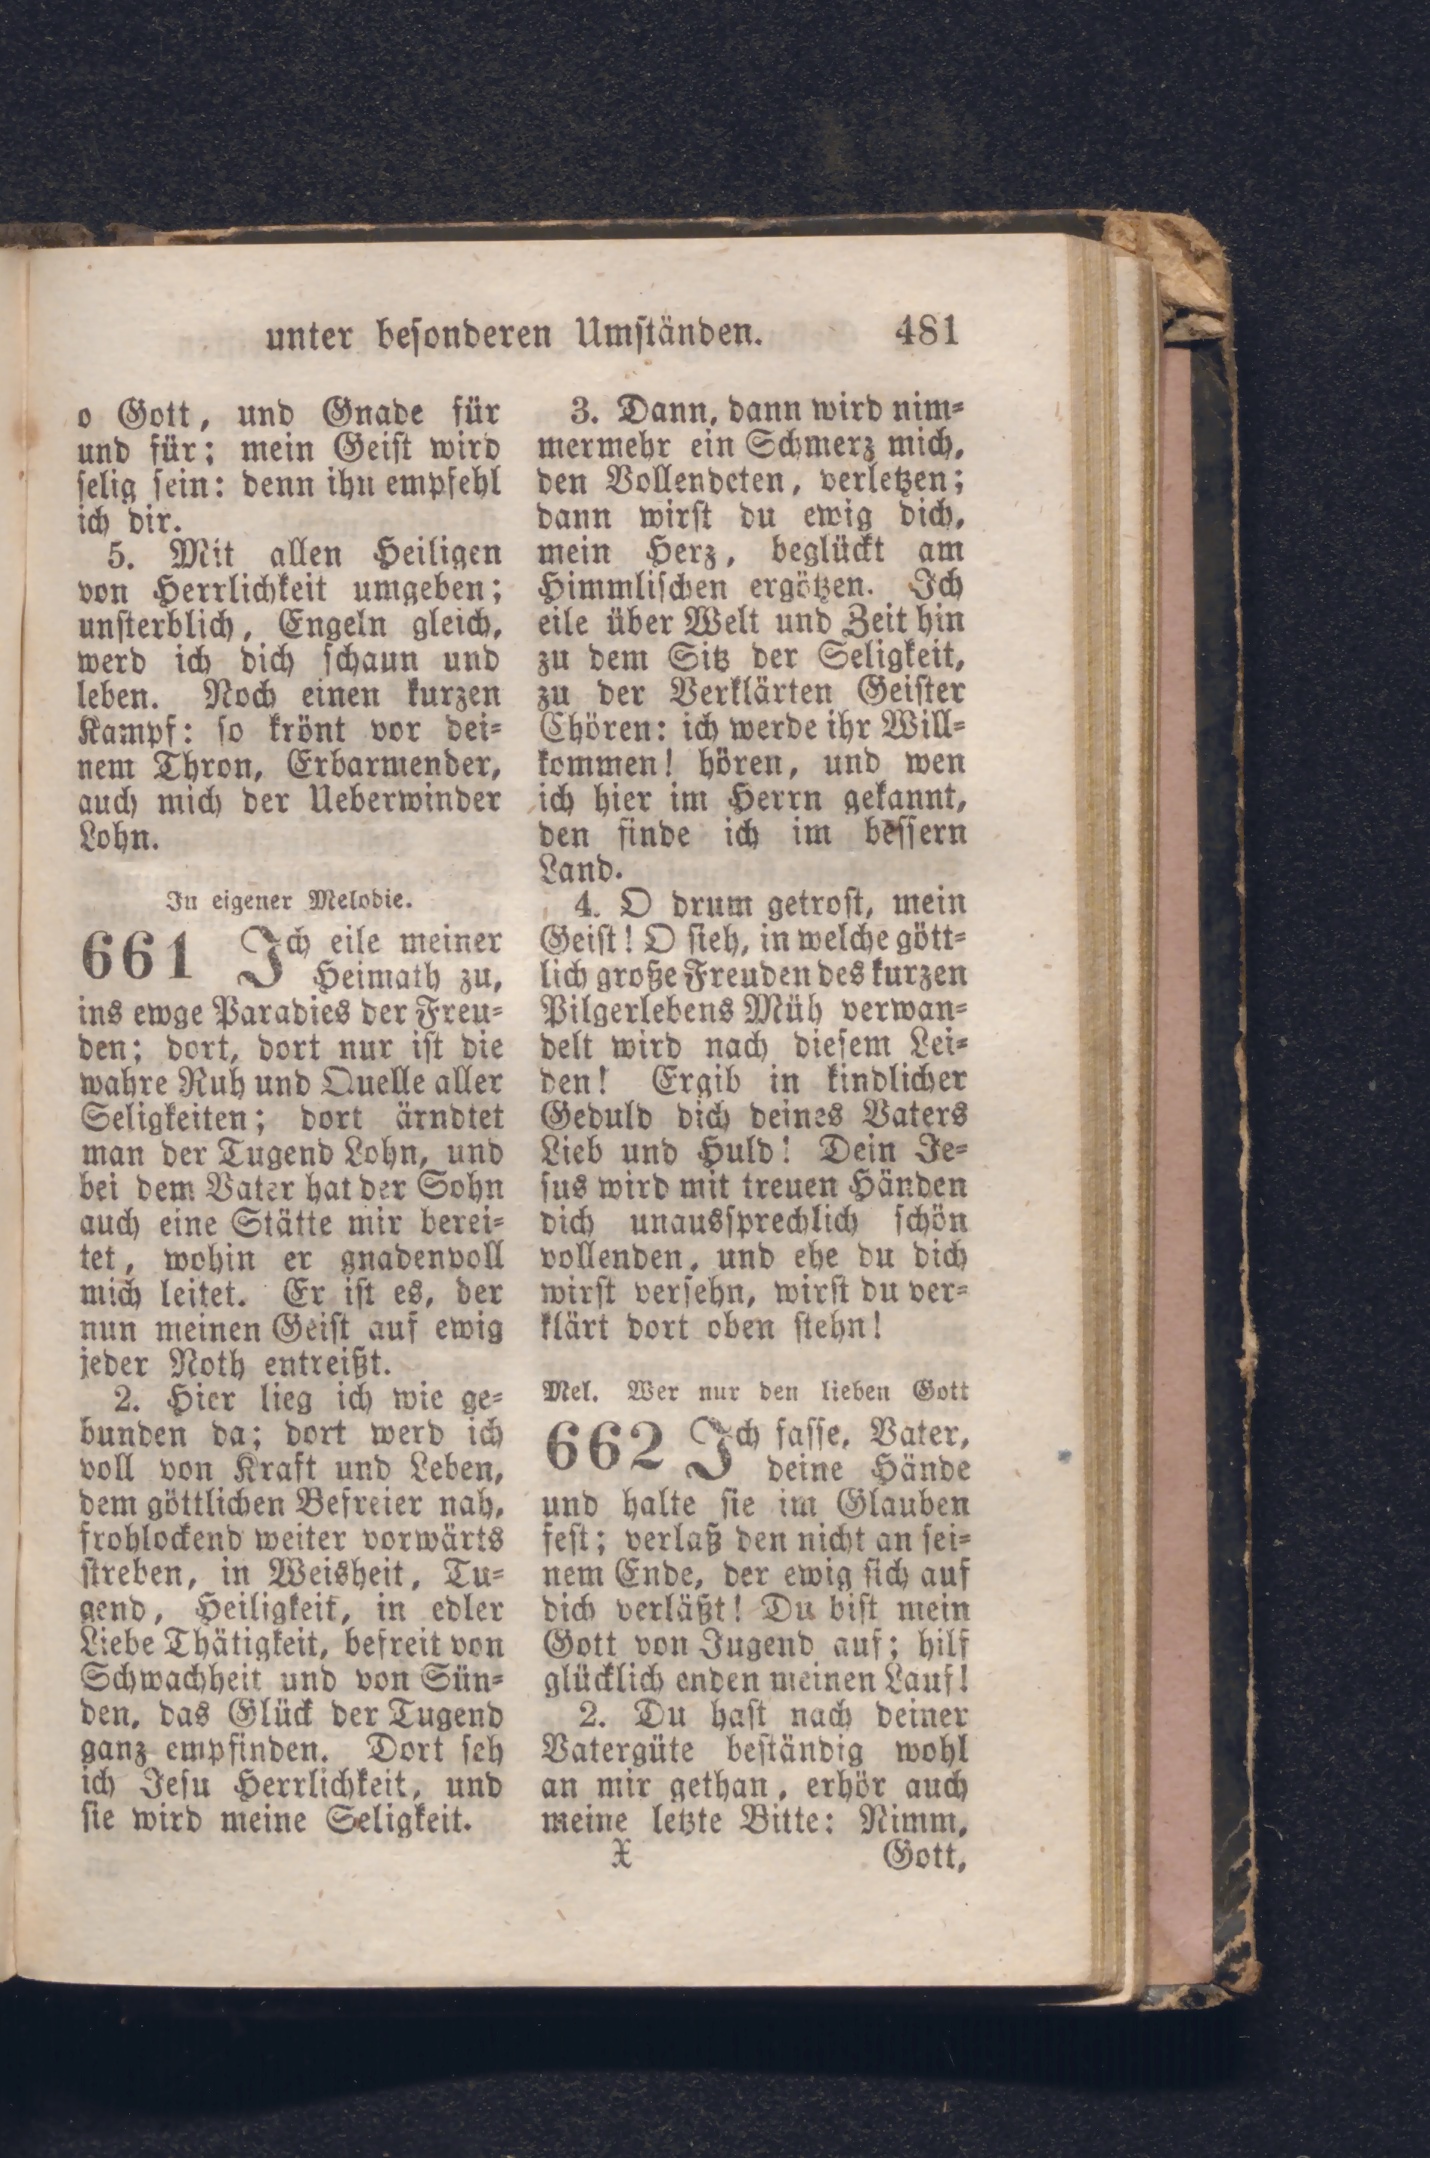 unter besonderen Umständen. 481
o Gott, und Gnade für
und für; mein Geist wird
selig sein: denn ihn empfehl
ich dir.
5. Mit allen Heiligen
von Herrlichkeit umgeben;
unsterblich, Engeln gleich,
werd ich dich schaun und
leben. Noch einen kurzen
Kampf: so krönt vor dei-
nem Thron, Erbarmender,
auch mich der Ueberwinder
Lohn.
In eigener Melodie.
661 Ich eile meiner
Heimath zu,
ins ewge Paradies der Freu-
den; dort, dort nur ist die
wahre Ruh und Quelle aller
Seligkeiten; dort ärndtet
man der Tugend Lohn, und
bei dem Vater hat der Sohn
auch eine Stätte mir berei-
tet, wohin er gnadenvoll
mich leitet. Er ist es, der
nun meinen Geist auf ewig
jeder Noth entreißt.
2. Hier lieg ich wie ge-
bunden da; dort werd ich
voll von Kraft und Leben,
dem göttlichen Befreier nah,
frohlockend weiter vorwärts
streben, in Weisheit, Tu-
gend, Heiligkeit, in edler
Liebe Thätigkeit, befreit von
Schwachheit und von Sün-
den, das Glück der Tugend
ganz empfinden. Dort seh
ich Jesu Herrlichkeit, und
sie wird meine Seligkeit.
3. Dann, dann wird nim-
mermehr ein Schmerz mich,
den Vollendeten, verletzen;
dann wirst du ewig dich,
mein Herz, beglückt am
Himmlischen ergötzen. Ich
eile über Welt und Zeit hin
zu dem Sitz der Seligkeit,
zu der Verklärten Geister
Chören: ich werde ihr Will-
kommen! hören, und wen
ich hier im Herrn gekannt,
den finde ich im bessern
Land.
4. O drum getrost, mein
Geist! O sieh, in welche gött-
lich große Freuden des kurzen
Pilgerlebens Müh verwan-
delt wird nach diesem Lei-
den! Ergib in kindlicher
Geduld dich deines Vaters
Lieb und Huld! Dein Je-
sus wird mit treuen Händen
dich unaussprechlich schön
vollenden, und ehe du dich
wirst versehn, wirst du ver-
klärt dort oben stehn!
Mel. Wer nur den lieben Gott
662 Ich fasse, Vater,
deine Hände
und halte sie im Glauben
fest; verlaß den nicht an sei-
nem Ende, der ewig sich auf
dich verläßt! Du bist mein
Gott von Jugend auf; hilf
glücklich enden meinen Lauf!
2. Du hast nach deiner
Vatergüte beständig wohl
an mir gethan, erhör auch
meine letzte Bitte: Nimm,
X Gott,